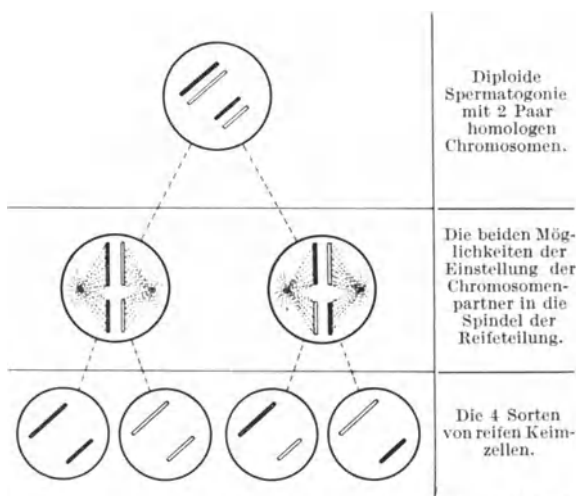 Diploide
Spermatogonie
mit 2 Paar
homologen
Chromosomen.
Die beiden Mög-
lichkeiten der
Einstellung der
Chromosomen-
partner in die
Spindel der
Reifeteilung.
Die 4 Sorten
von reifen Keim-
zellen.